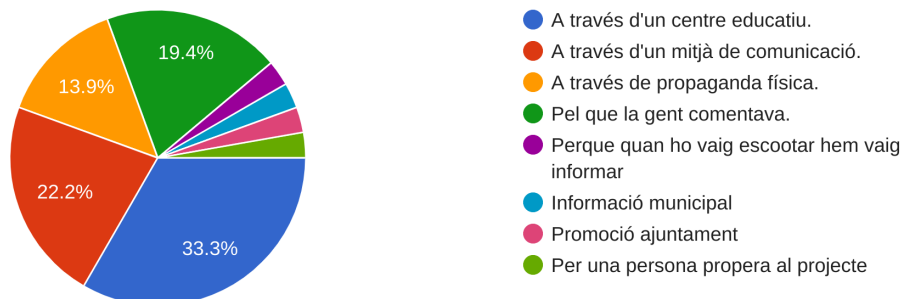 19.4%
13.9%
22.2%
33.3%
A través d'un centre educatiu.
A través d'un mitjà de comunicació.
A través de propaganda física.
Pel que la gent comentava.
Perque quan ho vaig escootar hem vaig
informar
Informació municipal
Promoció ajuntament
Per una persona propera al projecte